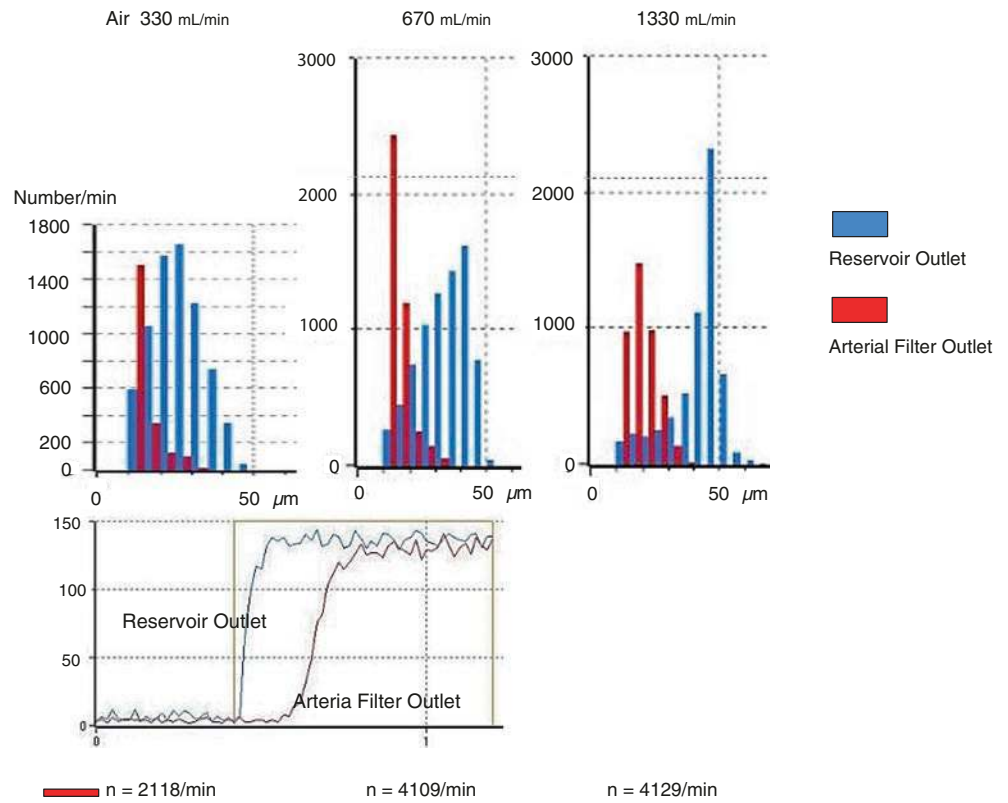 Air 330 mL/min
670 mL/min
1330 mL/min
Number/min
1800
1400
1000
600
200
0
0
50
µm
3000
2000
1000
0
0
50
µm
3000
2000
1000
0
0
50
µm
Reservoir Outlet
Arterial Filter Outlet
150
100
50
0
0
1
Reservoir Outlet
Arteria Filter Outlet
n = 2118/min
n = 4109/min
n = 4129/min